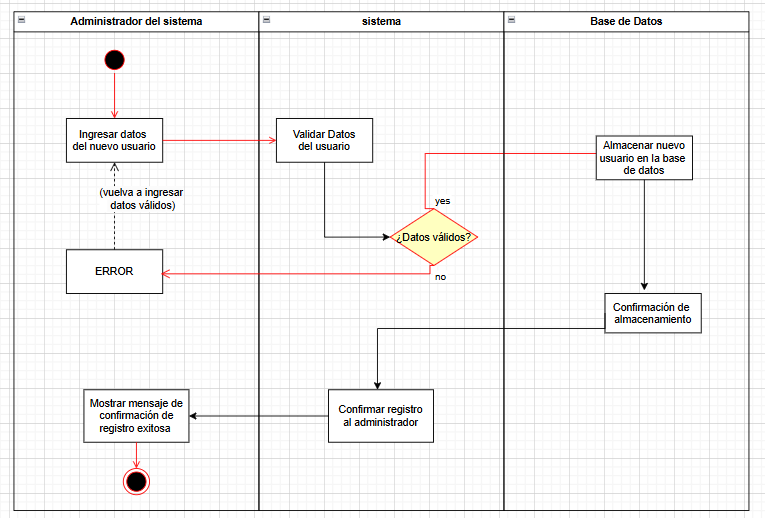 Administrador del sistema
sistema
Base de Datos
Ingresar datos
del nuevo usuario
Validar Datos
del usuario
Almacenar nuevo
usuario en la base
de datos
(vuelva a ingresar
datos válidos)
yes
¿Datos válidos?
no
ERROR
Confirmación de
almacenamiento
Mostrar mensaje de
confirmación de
registro exitosa
Confirmar registro
al administrador